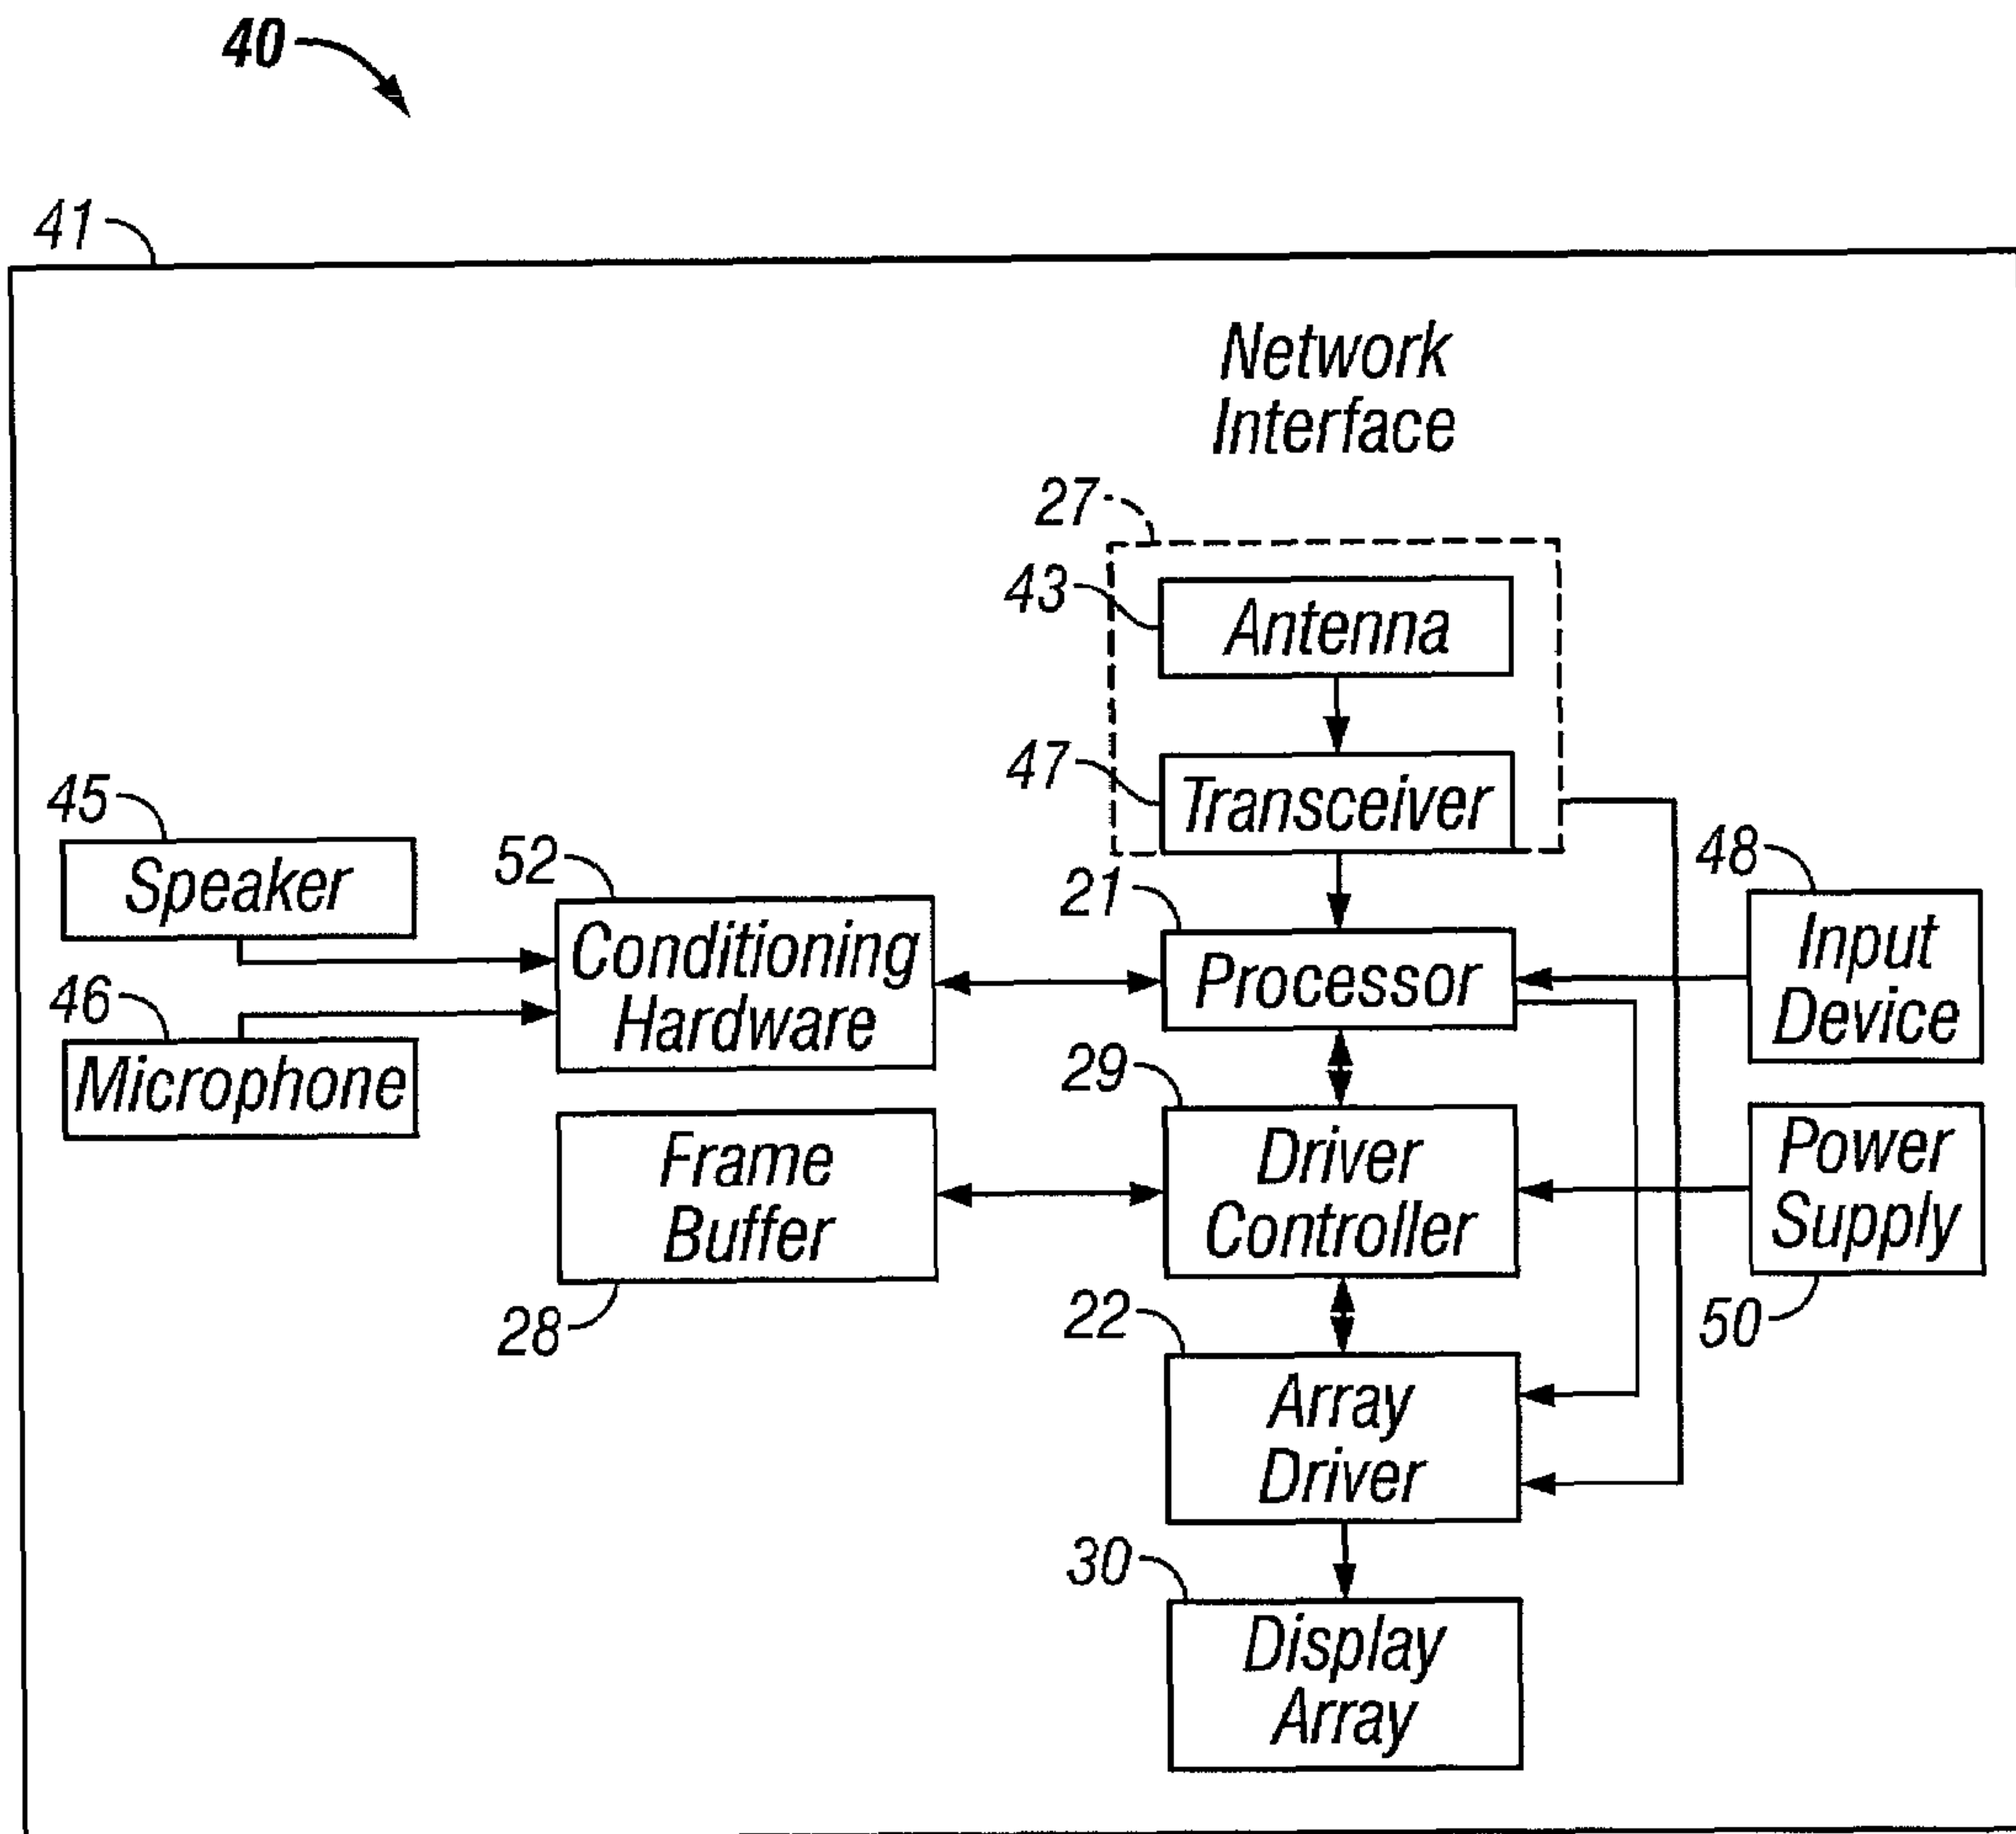 40
41
Network
Interface
27
43
Antenna
47
Transceiver
45
Speaker
52
Conditioning
Hardware
21
Processor
48
Input
Device
46
Microphone
29
Driver
Controller
Frame
Buffer
28
Power
Supply
50
22
Array
Driver
30
Display
Array